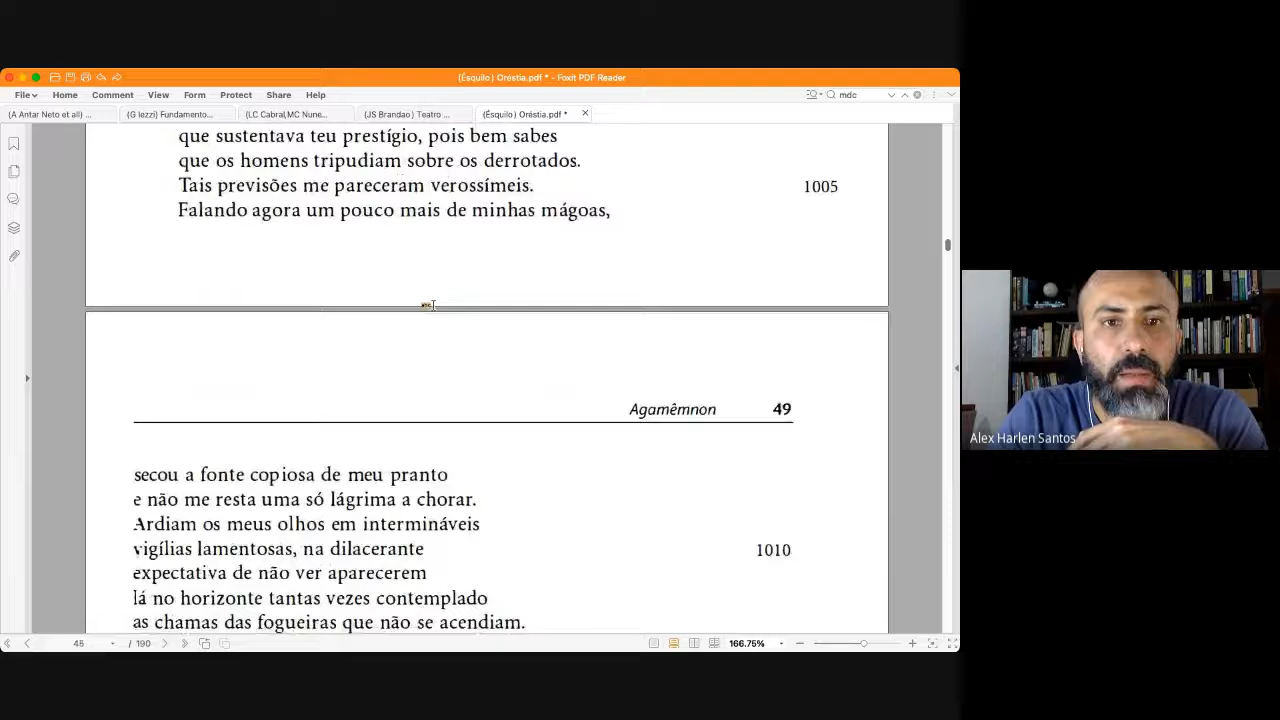 (Ésquilo) Oréstia.pdf * - Foxit PDF Reader
File Home Comment View Form Protect Share Help
mdc
(A Antar Neto et all) ...
(G Iezzi) Fundamento...
(LC Cabral,MC Nune...
(JS Brandao) Teatro ...
(Ésquilo) Oréstia.pdf *
que sustentava teu prestígio, pois bem sabes
que os homens tripudiam sobre os derrotados.
Tais previsões me pareceram verossímeis. 1005
Falando agora um pouco mais de minhas mágoas,
Agamêmnon 49
secou a fonte copiosa de meu pranto
e não me resta uma só lágrima a chorar.
Ardiam os meus olhos em intermináveis
vigílias lamentosas, na dilacerante 1010
expectativa de não ver aparecerem
lá no horizonte tantas vezes contemplado
as chamas das fogueiras que não se acendiam.
45 / 190
166.75%
Alex Harlen Santos